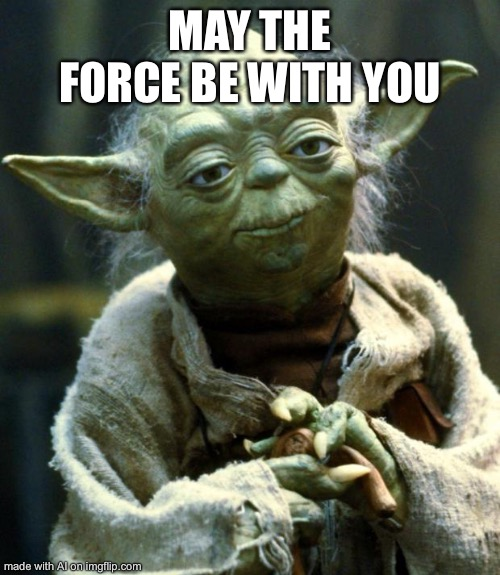 MAY THE
FORCE BE WITH YOU
made with AI on imgflip.com